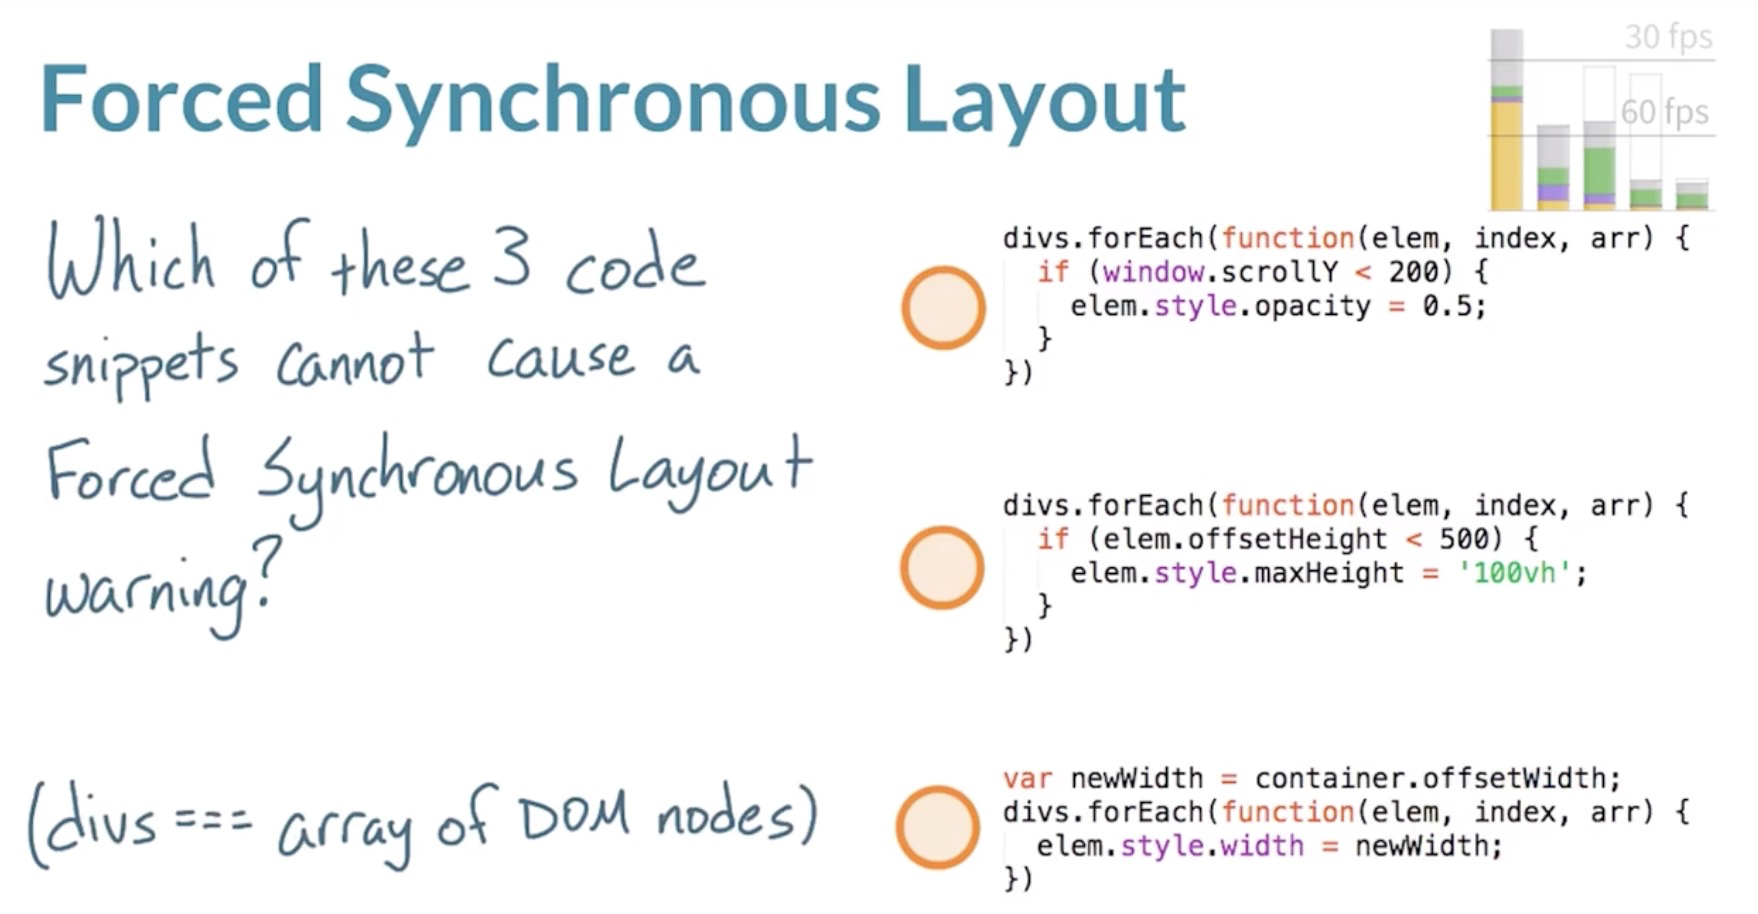 Forced Synchronous Layout
30 fps
60 fps
Which of these 3 code
snippets cannot cause a
Forced Synchronous Layout
warning?
(divs === array of DOM nodes)
divs.forEach(function(elem, index, arr) {
  if (window.scrollY < 200) {
    elem.style.opacity = 0.5;
  }
})
divs.forEach(function(elem, index, arr) {
  if (elem.offsetHeight < 500) {
    elem.style.maxHeight = '100vh';
  }
})
var newWidth = container.offsetWidth;
divs.forEach(function(elem, index, arr) {
  elem.style.width = newWidth;
})